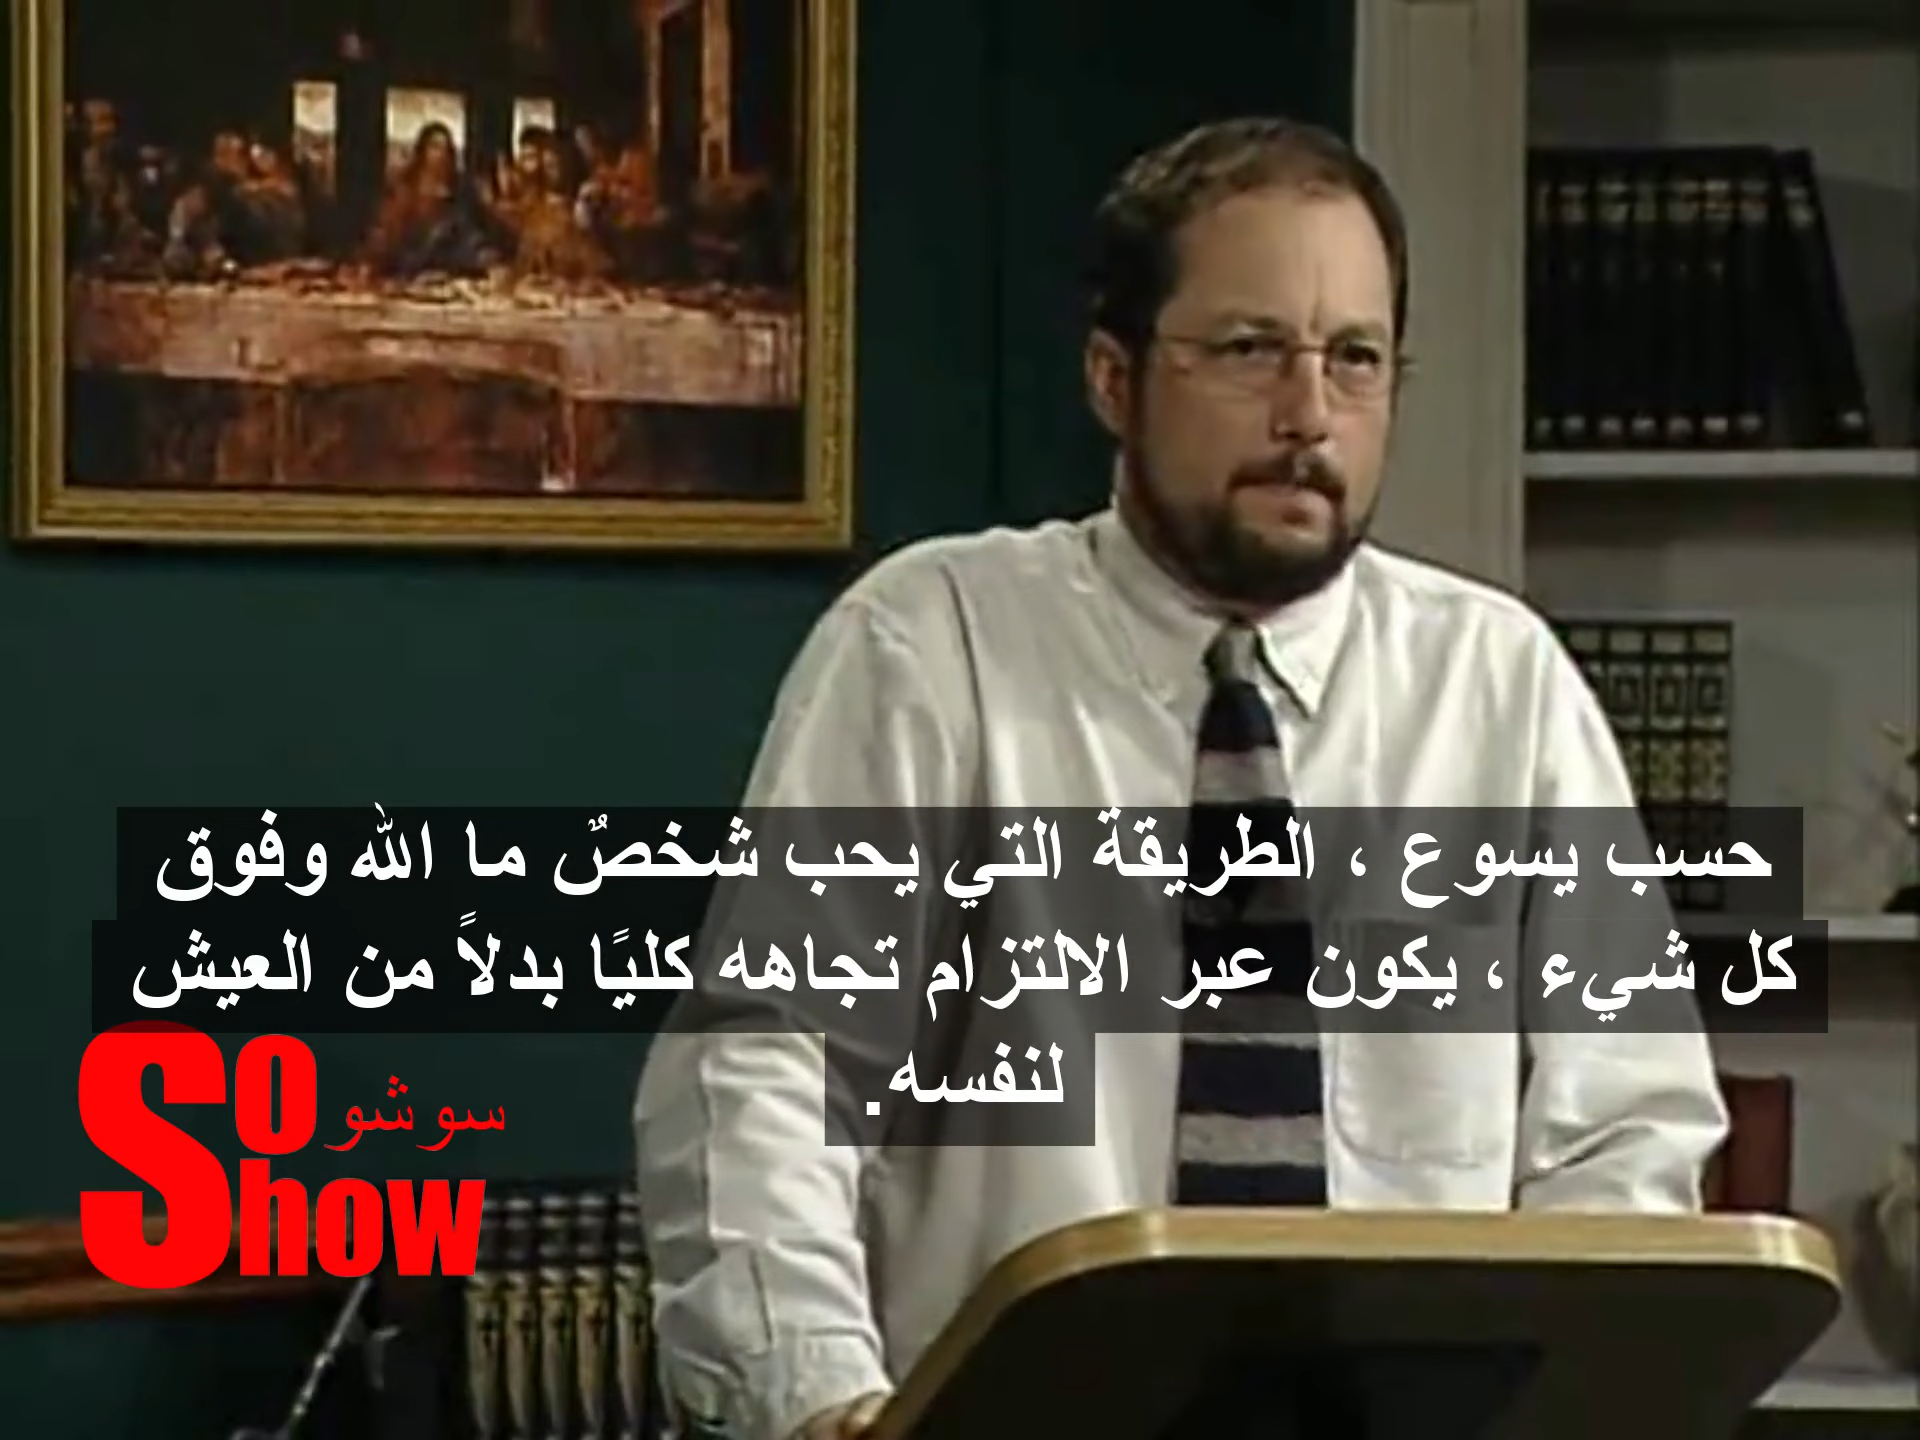 حسب يسوع ، الطريقة التي يحب شخصٌ ما الله وفوق
كل شيء ، يكون عبر الالتزام تجاهه كليًا بدلاً من العيش
لنفسه.
So سوشو
Show